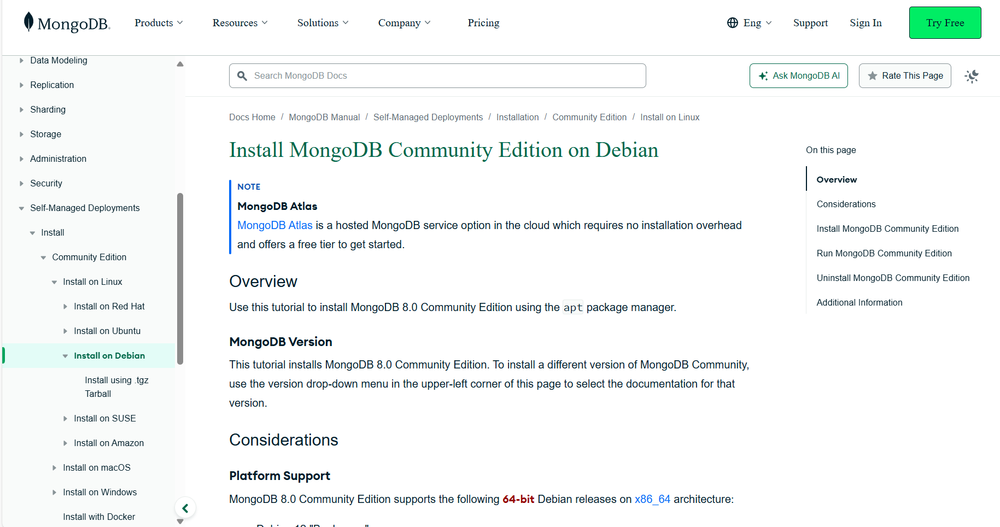 MongoDB.
Products
Resources
Solutions
Company
Pricing
Eng
Support
Sign In
Try Free
Data Modeling
Replication
Sharding
Storage
Administration
Security
Self-Managed Deployments
Install
Community Edition
Install on Linux
Install on Red Hat
Install on Ubuntu
Install on Debian
Install using .tgz
Tarball
Install on SUSE
Install on Amazon
Install on macOS
Install on Windows
Install with Docker
Search MongoDB Docs
Ask MongoDB AI
Rate This Page
Docs Home / MongoDB Manual / Self-Managed Deployments / Installation / Community Edition / Install on Linux
Install MongoDB Community Edition on Debian
NOTE
MongoDB Atlas
MongoDB Atlas is a hosted MongoDB service option in the cloud which requires no installation overhead
and offers a free tier to get started.
Overview
Use this tutorial to install MongoDB 8.0 Community Edition using the apt package manager.
MongoDB Version
This tutorial installs MongoDB 8.0 Community Edition. To install a different version of MongoDB Community,
use the version drop-down menu in the upper-left corner of this page to select the documentation for that
version.
Considerations
Platform Support
MongoDB 8.0 Community Edition supports the following 64-bit Debian releases on x86_64 architecture:
On this page
Overview
Considerations
Install MongoDB Community Edition
Run MongoDB Community Edition
Uninstall MongoDB Community Edition
Additional Information